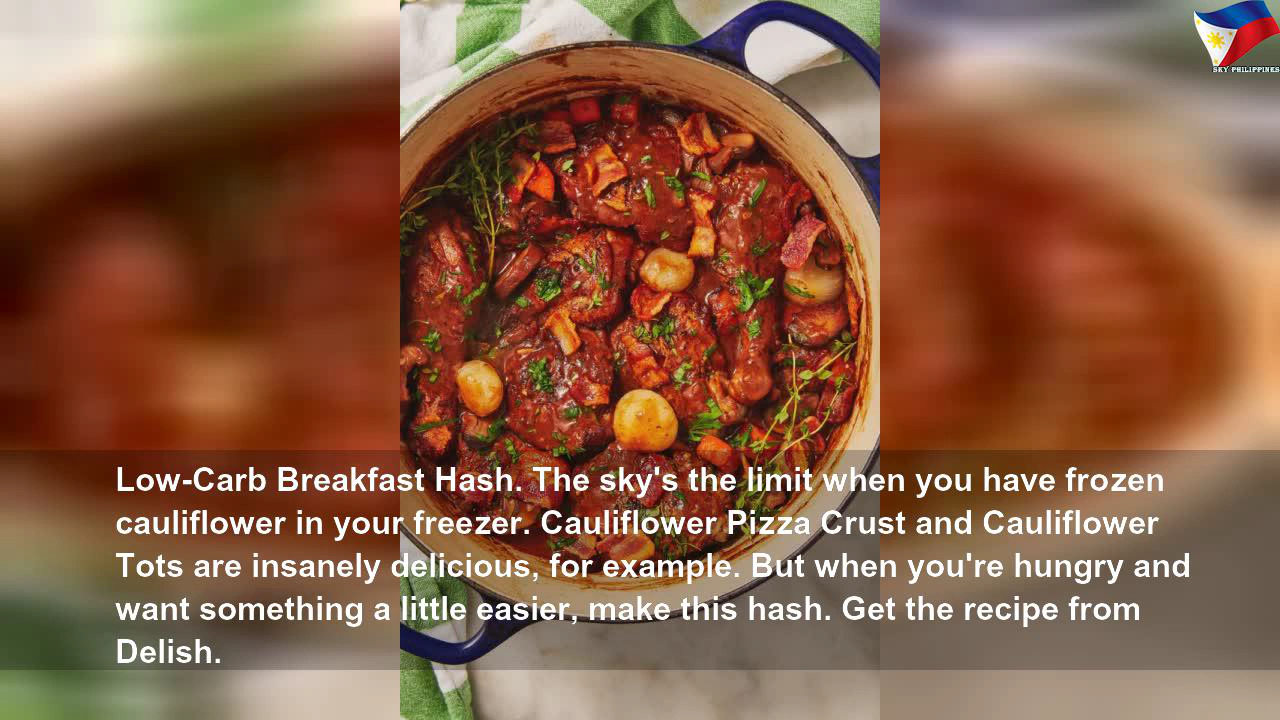 SKY PHILIPPINES
Low-Carb Breakfast Hash. The sky's the limit when you have frozen
cauliflower in your freezer. Cauliflower Pizza Crust and Cauliflower
Tots are insanely delicious, for example. But when you're hungry and
want something a little easier, make this hash. Get the recipe from
Delish.